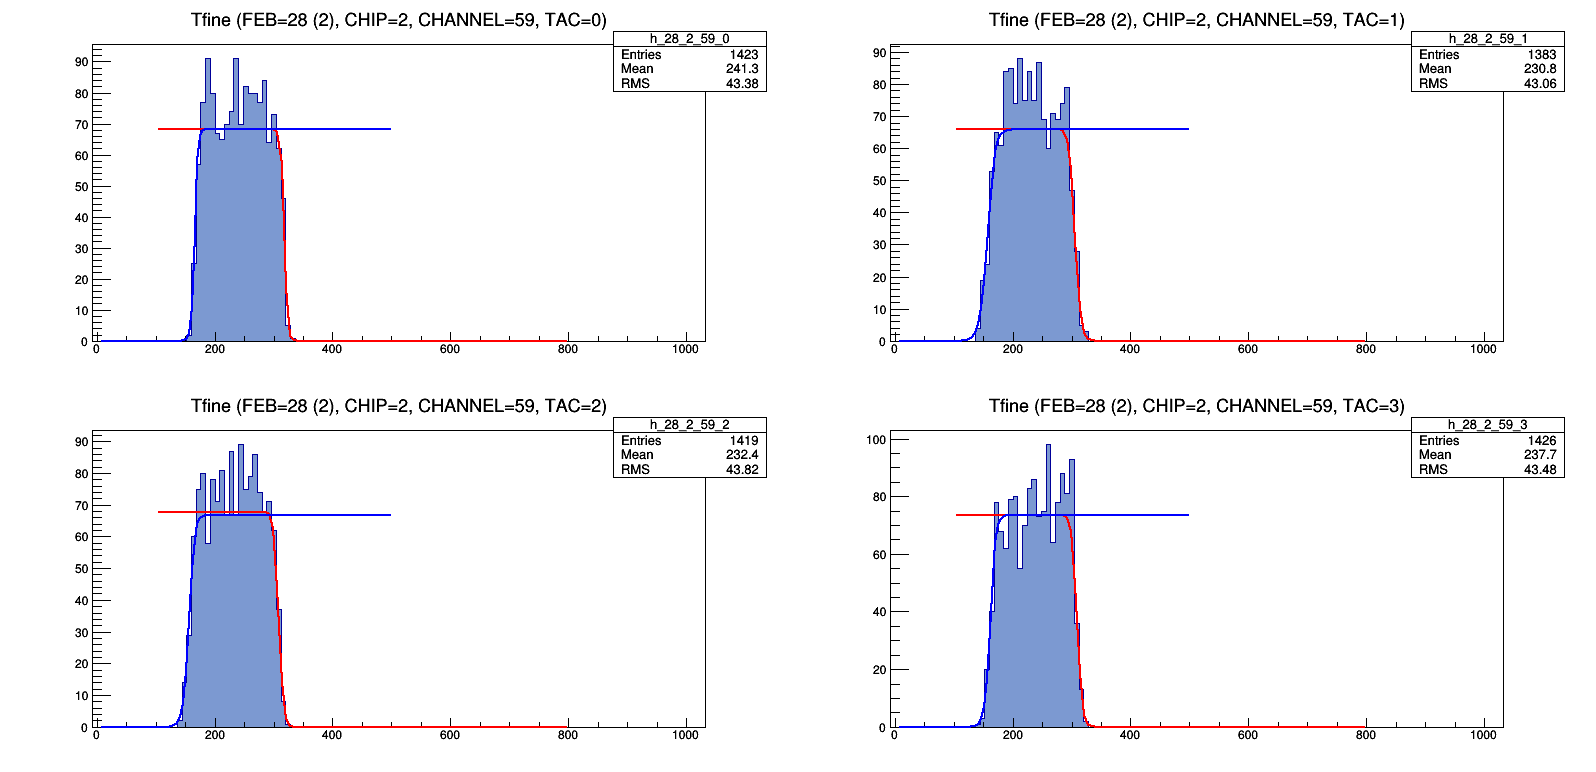 Tfine (FEB=28 (2), CHIP=2, CHANNEL=59, TAC=0)
h_28_2_59_0
Entries 1423
Mean 241.3
RMS 43.38
90
80
70
60
50
40
30
20
10
0
0 200 400 600 800 1000
Tfine (FEB=28 (2), CHIP=2, CHANNEL=59, TAC=1)
h_28_2_59_1
Entries 1383
Mean 230.8
RMS 43.06
90
80
70
60
50
40
30
20
10
0
0 200 400 600 800 1000
Tfine (FEB=28 (2), CHIP=2, CHANNEL=59, TAC=2)
h_28_2_59_2
Entries 1419
Mean 232.4
RMS 43.82
90
80
70
60
50
40
30
20
10
0
0 200 400 600 800 1000
Tfine (FEB=28 (2), CHIP=2, CHANNEL=59, TAC=3)
h_28_2_59_3
Entries 1426
Mean 237.7
RMS 43.48
100
80
60
40
20
0
0 200 400 600 800 1000